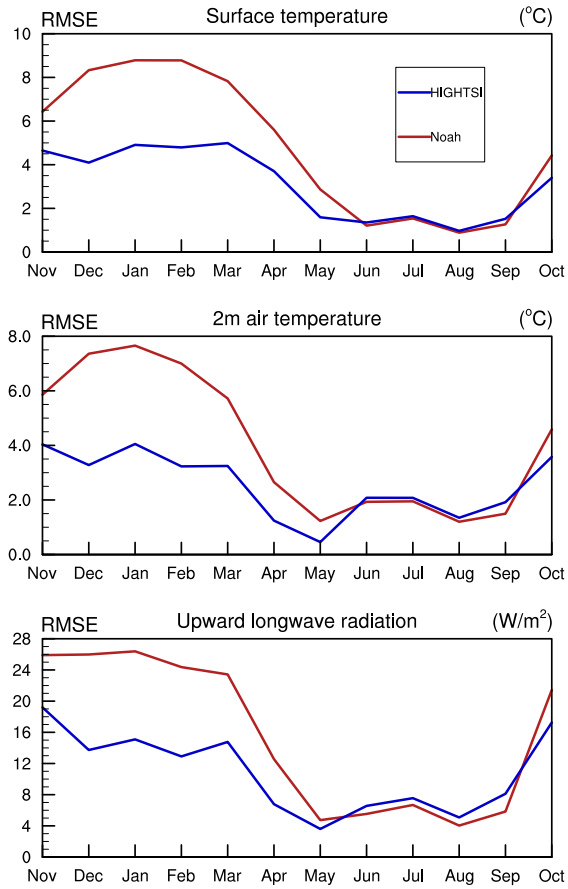 RMSE Surface temperature (°C)
10
8
6
4
2
0
HIGHTSI
Noah
Nov Dec Jan Feb Mar Apr May Jun Jul Aug Sep Oct
RMSE 2m air temperature (°C)
8.0
6.0
4.0
2.0
0.0
Nov Dec Jan Feb Mar Apr May Jun Jul Aug Sep Oct
RMSE Upward longwave radiation (W/m²)
28
24
20
16
12
8
4
0
Nov Dec Jan Feb Mar Apr May Jun Jul Aug Sep Oct